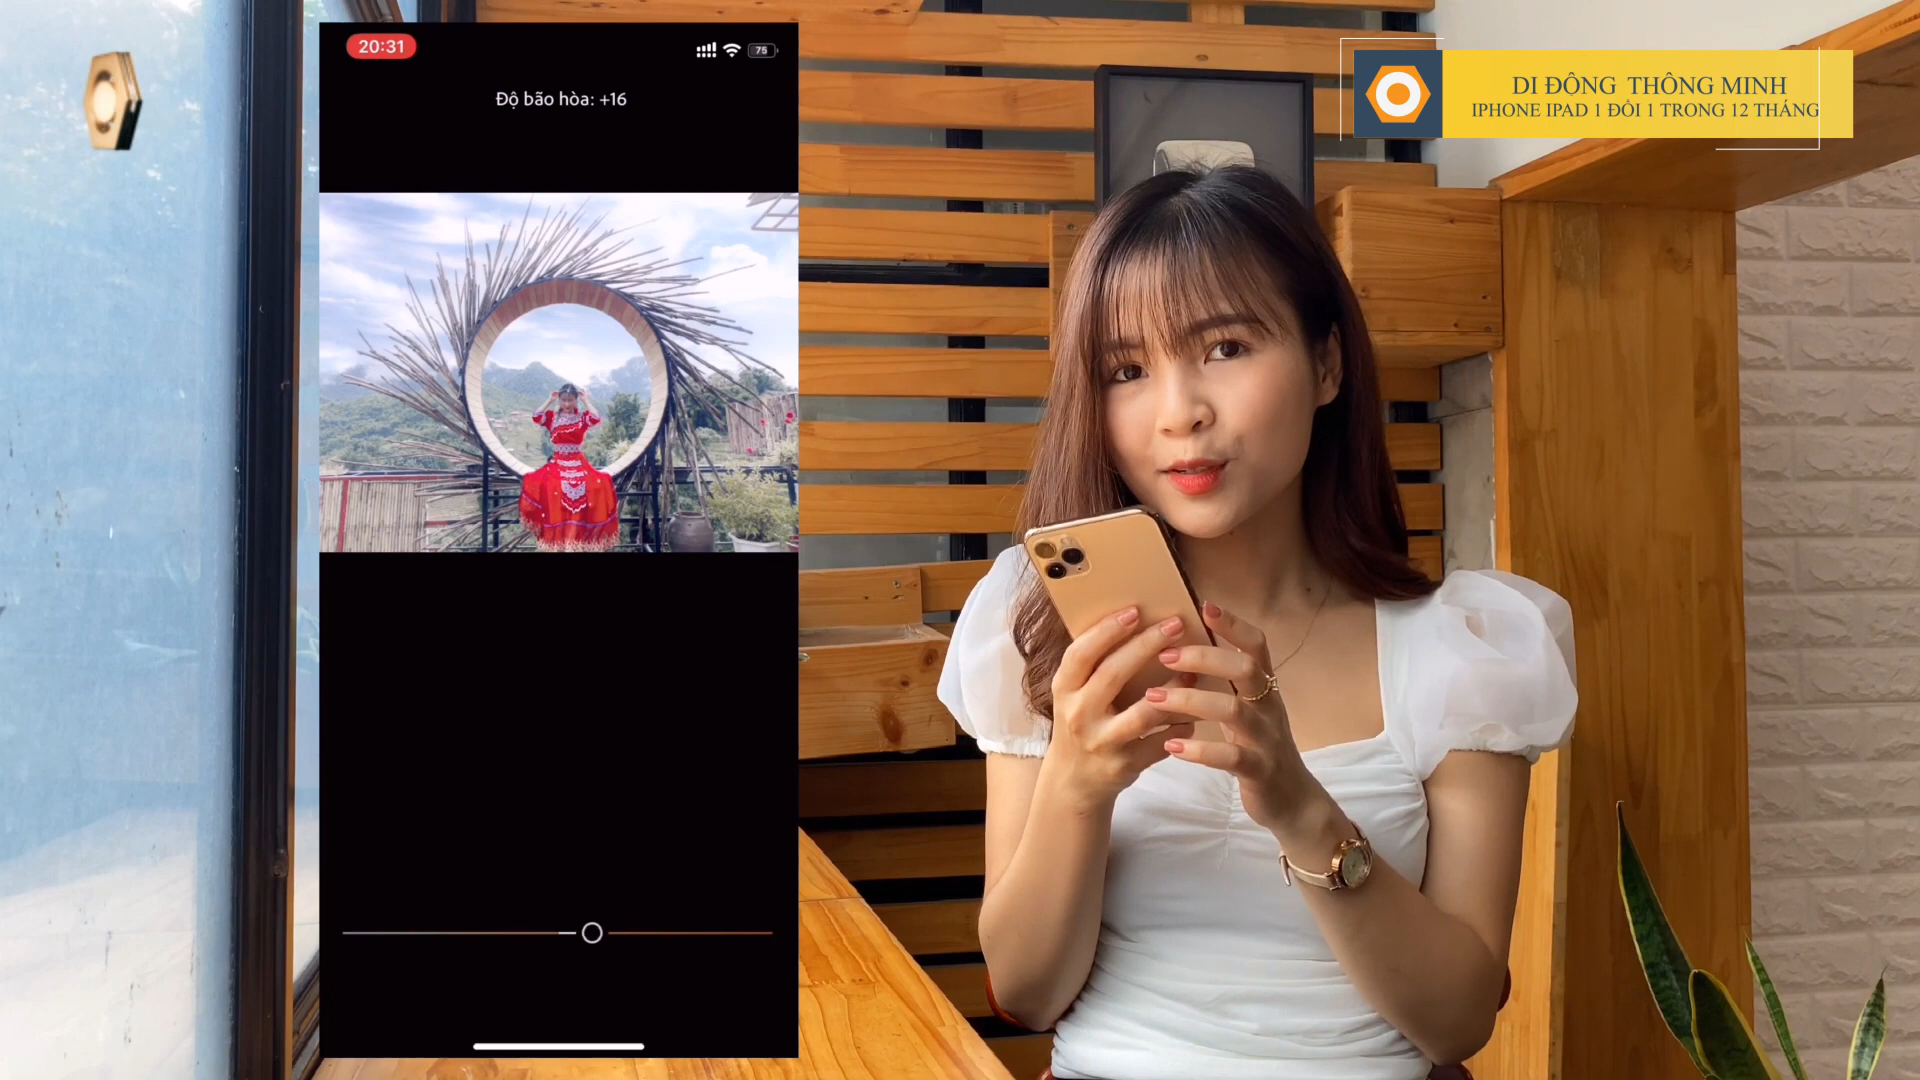 20:31
75
Độ bão hòa: +16
DI ĐỘNG THÔNG MINH
IPHONE IPAD 1 ĐỔI 1 TRONG 12 THÁNG